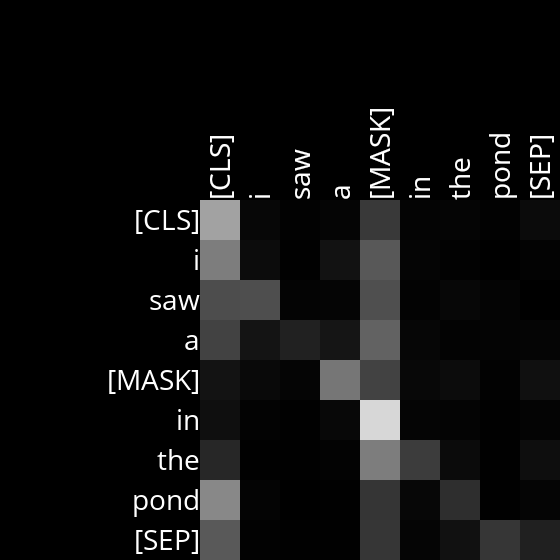 [CLS] i saw a [MASK] in the pond [SEP]
[CLS]
i
saw
a
[MASK]
in
the
pond
[SEP]